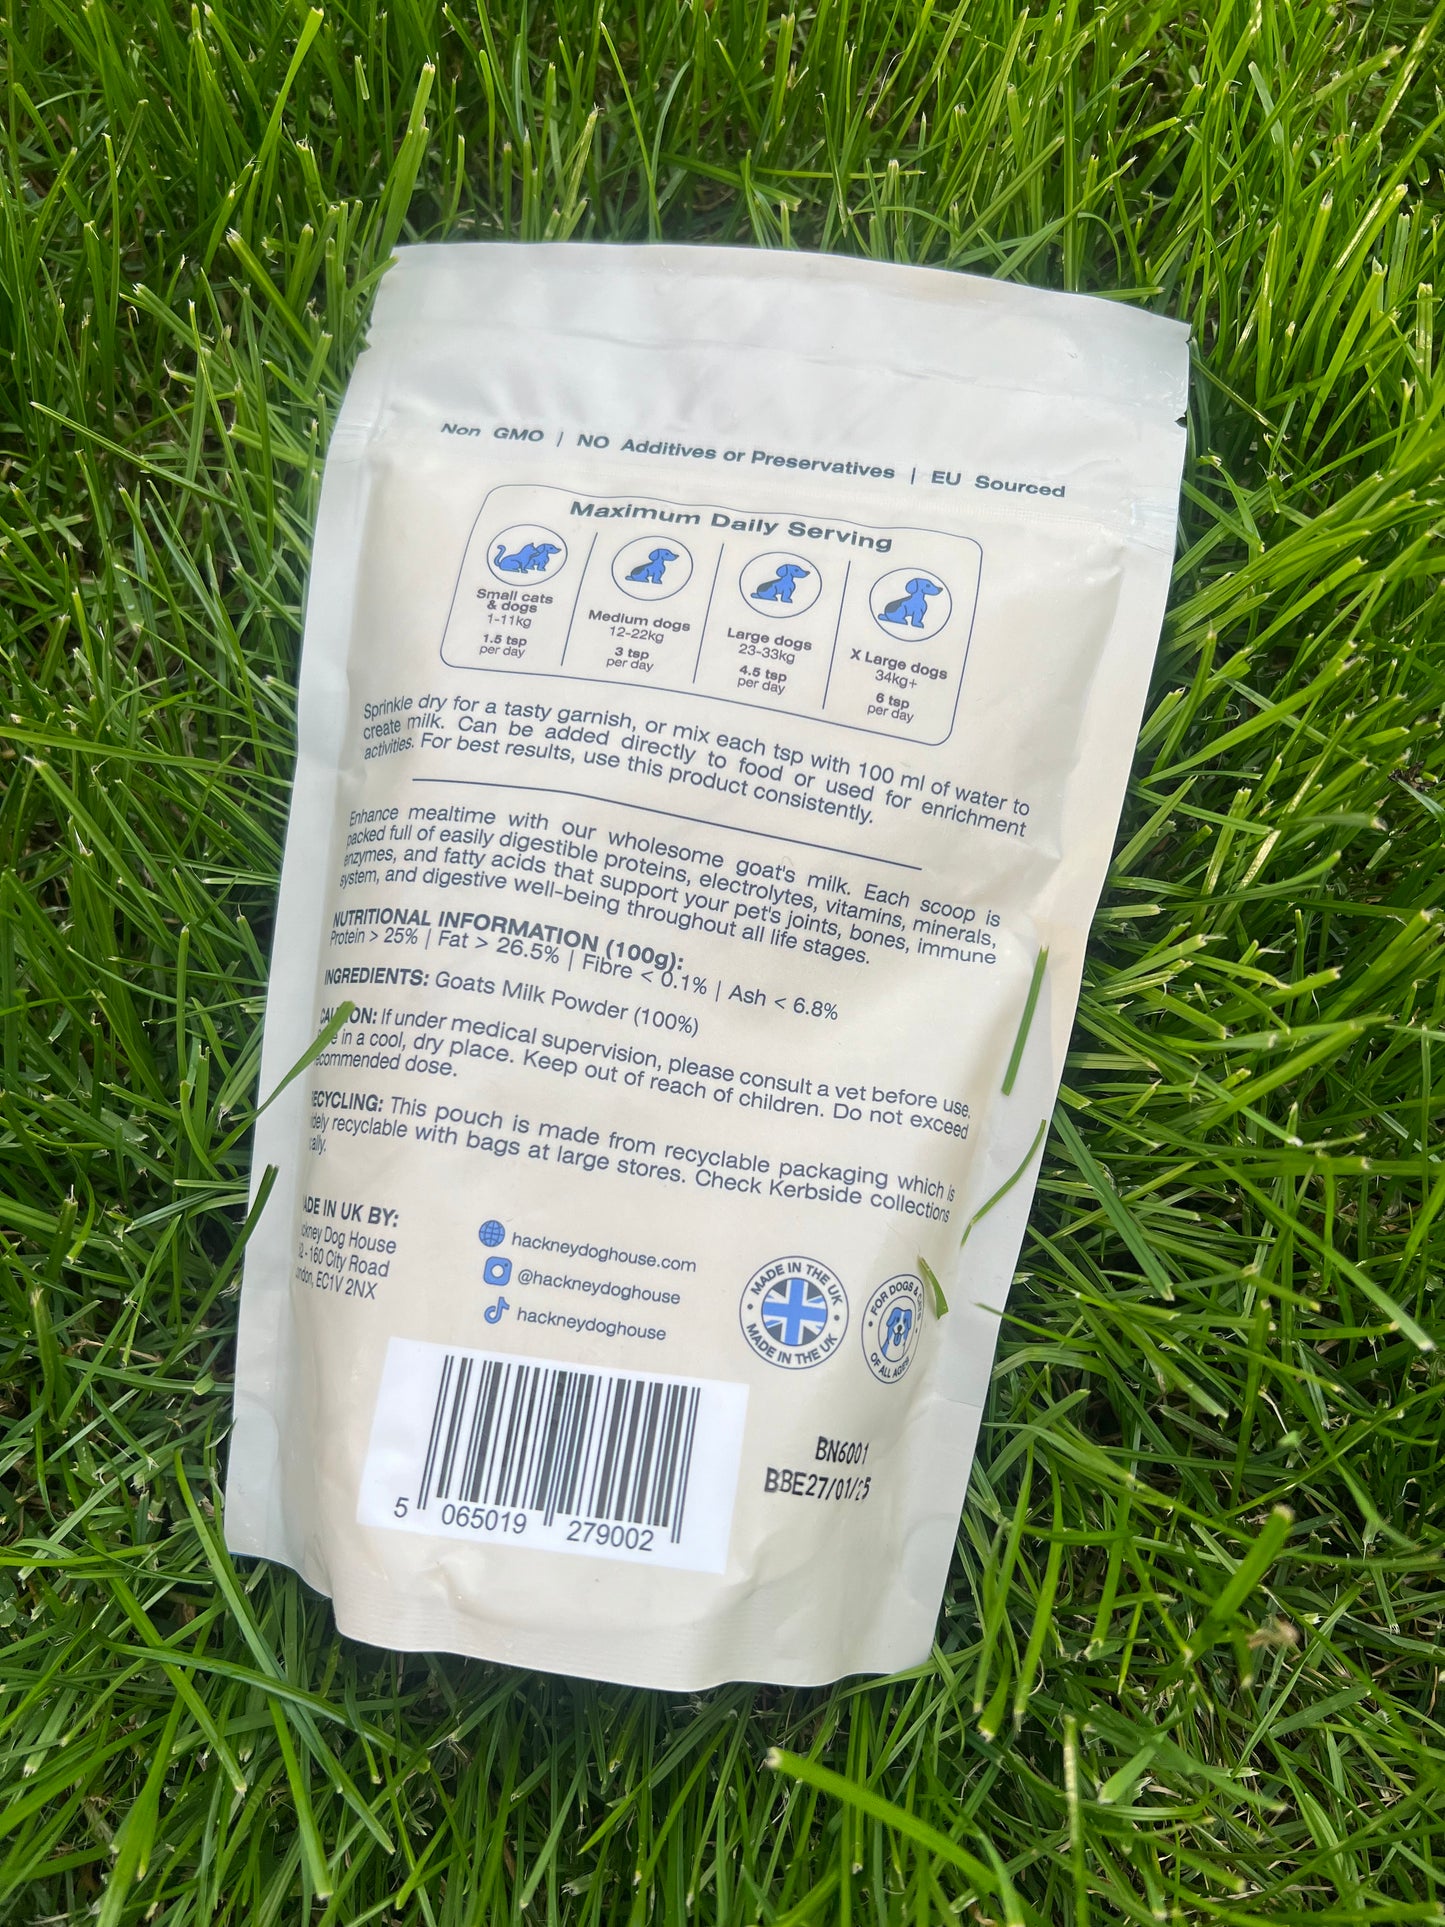 Non GMO | NO Additives or Preservatives | EU Sourced
Maximum Daily Serving
Small cats
& dogs
1-11kg
1.5 tsp
per day
Medium dogs
12-22kg
3 tsp
per day
Large dogs
23-33kg
4.5 tsp
per day
X Large dogs
34kg+
6 tsp
per day
Sprinkle dry for a tasty garnish, or mix each tsp with 100 ml of water to
create milk. Can be added directly to food or used for enrichment
activities. For best results, use this product consistently.
Enhance mealtime with our wholesome goat's milk. Each scoop is
packed full of easily digestible proteins, electrolytes, vitamins, minerals,
enzymes, and fatty acids that support your pet's joints, bones, immune
system, and digestive well-being throughout all life stages.
NUTRITIONAL INFORMATION (100g):
Protein > 25% | Fat > 26.5% | Fibre < 0.1% | Ash < 6.8%
INGREDIENTS: Goats Milk Powder (100%)
CAUTION: If under medical supervision, please consult a vet before use.
in a cool, dry place. Keep out of reach of children. Do not exceed
recommended dose.
RECYCLING: This pouch is made from recyclable packaging which is
widely recyclable with bags at large stores. Check Kerbside collections
MADE IN UK BY:
Hackney Dog House
-160 City Road
London, EC1V 2NX
hackneydoghouse.com
@hackneydoghouse
hackneydoghouse
MADE IN THE UK
MADE IN THE UK
FOR DOGS & CATS
OF ALL AGES
BN6001
BBE27/01/25
5 065019 279002